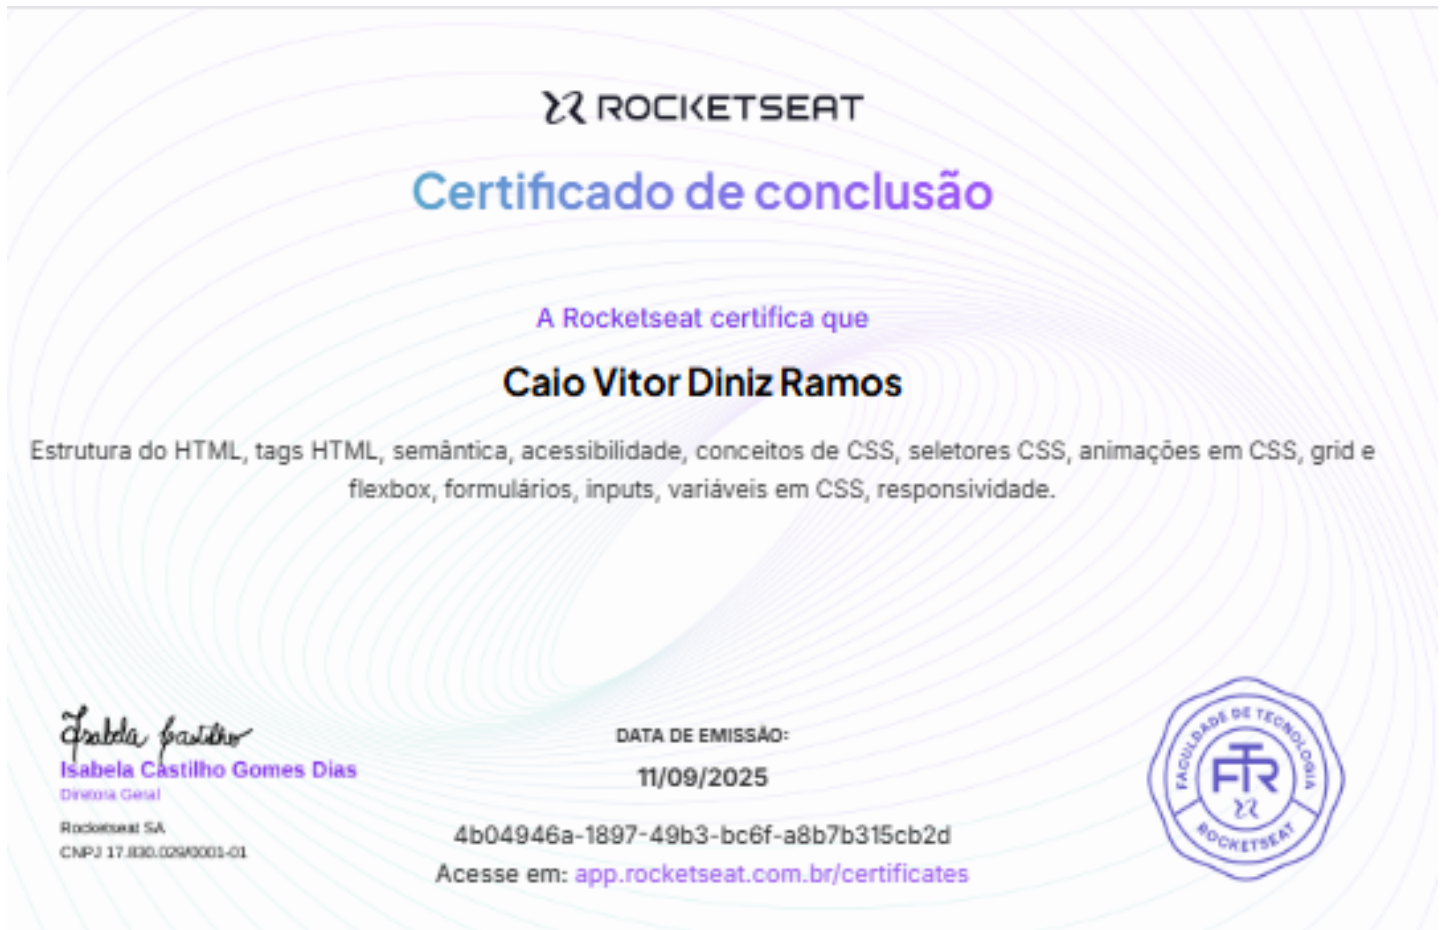 ROCKETSEAT
Certificado de conclusão
A Rocketseat certifica que
Caio Vitor Diniz Ramos
Estrutura do HTML, tags HTML, semântica, acessibilidade, conceitos de CSS, seletores CSS, animações em CSS, grid e
flexbox, formulários, inputs, variáveis em CSS, responsividade.
Isabela Castilho
Isabela Castilho Gomes Dias
Diretora Geral
Rocketseat SA
CNPJ 17.830.029/0001-01
DATA DE EMISSÃO:
11/09/2025
4b04946a-1897-49b3-bc6f-a8b7b315cb2d
Acesse em: app.rocketseat.com.br/certificates
FACULDADE DE TECNOLOGIA
FTR
ROCKETSEAT